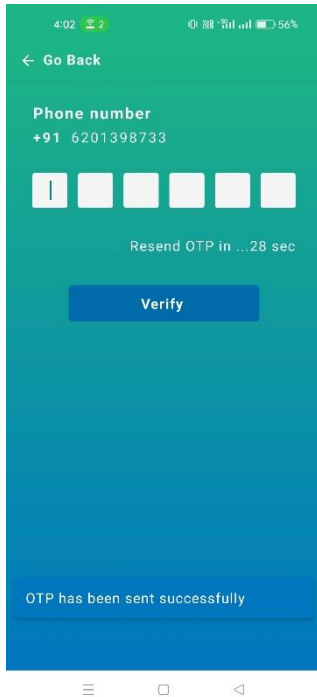 4:02 2 56%
← Go Back
Phone number
+91 6201398733
Resend OTP in ...28 sec
Verify
OTP has been sent successfully